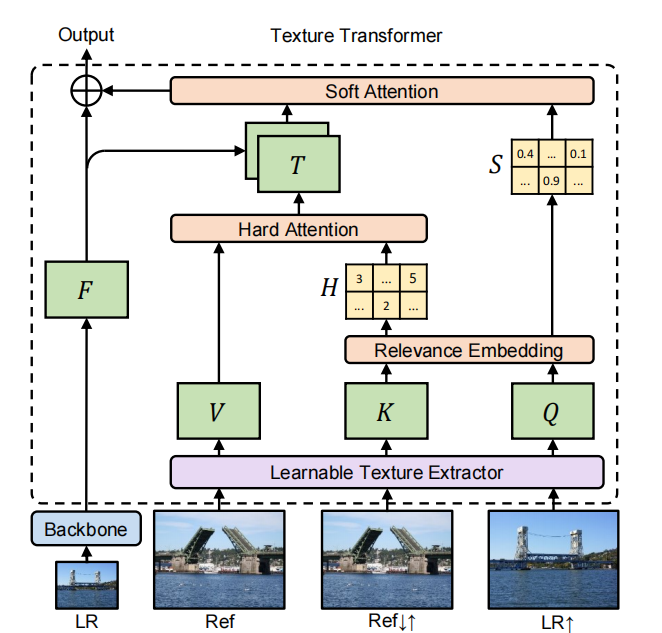 Output
Texture Transformer
Soft Attention
S
0.4 ... 0.1
... 0.9 ...
T
Hard Attention
F
H
3 ... 5
... 2 ...
Relevance Embedding
V
K
Q
Learnable Texture Extractor
Backbone
LR
Ref
Ref↓↑
LR↑